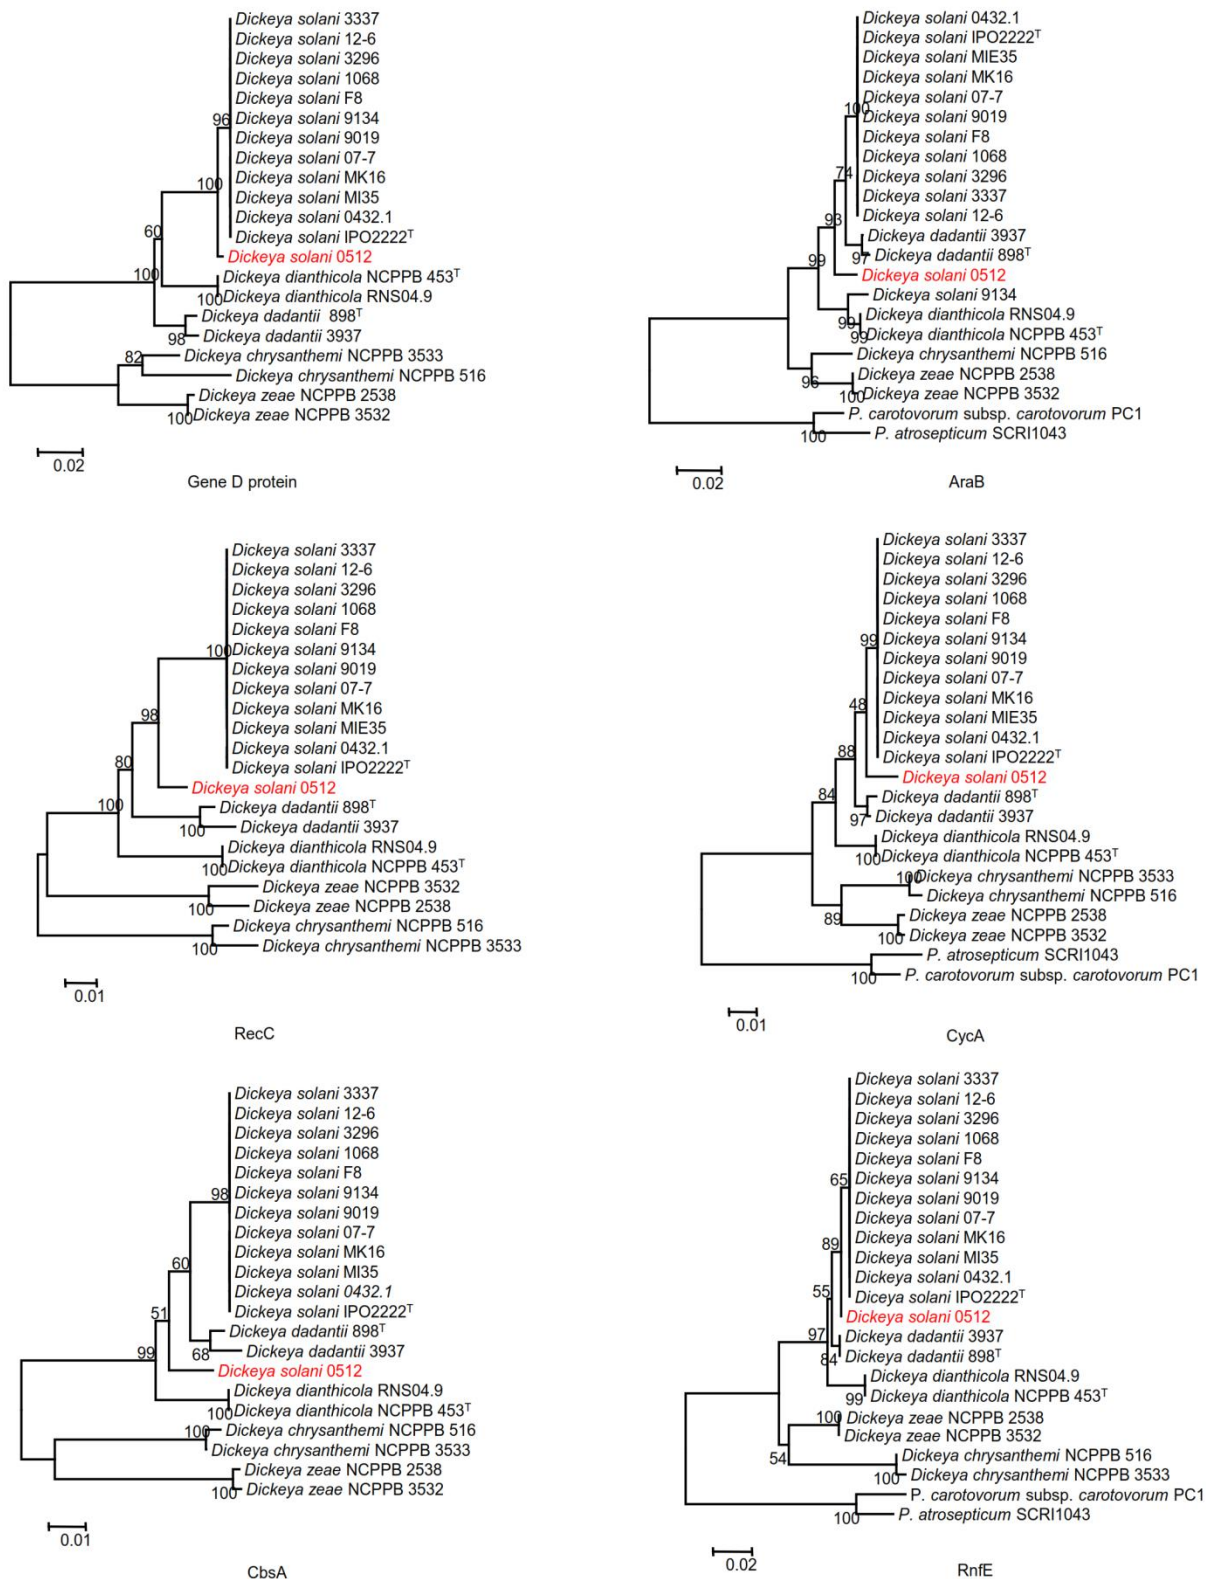 Dickeya solani 3337
Dickeya solani 12-6
Dickeya solani 3296
Dickeya solani 1068
Dickeya solani F8
96
Dickeya solani 9134
Dickeya solani 9019
Dickeya solani 07-7
Dickeya solani MK16
100
Dickeya solani MI35
Dickeya solani 0432.1
60
Dickeya solani IPO2222T
Dickeya solani 0512
100
Dickeya dianthicola NCPPB 453T
100
Dickeya dianthicola RNS04.9
Dickeya dadantii 898T
98
Dickeya dadantii 3937
82
Dickeya chrysanthemi NCPPB 3533
Dickeya chrysanthemi NCPPB 516
Dickeya zeae NCPPB 2538
100
Dickeya zeae NCPPB 3532
0.02
Gene D protein
Dickeya solani 0432.1
Dickeya solani IPO2222T
Dickeya solani MIE35
Dickeya solani MK16
Dickeya solani 07-7
100
Dickeya solani 9019
Dickeya solani F8
Dickeya solani 1068
74
Dickeya solani 3296
Dickeya solani 3337
93
Dickeya solani 12-6
Dickeya dadantii 3937
97
Dickeya dadantii 898T
99
Dickeya solani 0512
Dickeya solani 9134
Dickeya dianthicola RNS04.9
99
99
Dickeya dianthicola NCPPB 453T
Dickeya chrysanthemi NCPPB 516
96
Dickeya zeae NCPPB 2538
100
Dickeya zeae NCPPB 3532
P. carotovorum subsp. carotovorum PC1
100
P. atrosepticum SCRI1043
0.02
AraB
Dickeya solani 3337
Dickeya solani 12-6
Dickeya solani 3296
Dickeya solani 1068
Dickeya solani F8
100
Dickeya solani 9134
Dickeya solani 9019
Dickeya solani 07-7
98
Dickeya solani MK16
Dickeya solani MIE35
Dickeya solani 0432.1
80
Dickeya solani IPO2222T
Dickeya solani 0512
100
Dickeya dadantii 898T
100
Dickeya dadantii 3937
Dickeya dianthicola RNS04.9
100
Dickeya dianthicola NCPPB 453T
Dickeya zeae NCPPB 3532
100
Dickeya zeae NCPPB 2538
Dickeya chrysanthemi NCPPB 516
100
Dickeya chrysanthemi NCPPB 3533
0.01
RecC
Dickeya solani 3337
Dickeya solani 12-6
Dickeya solani 3296
Dickeya solani 1068
Dickeya solani F8
99
Dickeya solani 9134
Dickeya solani 9019
Dickeya solani 07-7
48
Dickeya solani MK16
Dickeya solani MIE35
Dickeya solani 0432.1
88
Dickeya solani IPO2222T
Dickeya solani 0512
84
Dickeya dadantii 898T
97
Dickeya dadantii 3937
Dickeya dianthicola RNS04.9
100
Dickeya dianthicola NCPPB 453T
100
Dickeya chrysanthemi NCPPB 3533
Dickeya chrysanthemi NCPPB 516
89
Dickeya zeae NCPPB 2538
100
Dickeya zeae NCPPB 3532
P. atrosepticum SCRI1043
100
P. carotovorum subsp. carotovorum PC1
0.01
CycA
Dickeya solani 3337
Dickeya solani 12-6
Dickeya solani 3296
Dickeya solani 1068
Dickeya solani F8
98
Dickeya solani 9134
Dickeya solani 9019
Dickeya solani 07-7
60
Dickeya solani MK16
Dickeya solani MI35
Dickeya solani 0432.1
51
Dickeya solani IPO2222T
Dickeya dadantii 898T
68
Dickeya dadantii 3937
99
Dickeya solani 0512
Dickeya dianthicola RNS04.9
100
Dickeya dianthicola NCPPB 453T
100
Dickeya chrysanthemi NCPPB 516
Dickeya chrysanthemi NCPPB 3533
Dickeya zeae NCPPB 2538
100
Dickeya zeae NCPPB 3532
0.01
CbsA
Dickeya solani 3337
Dickeya solani 12-6
Dickeya solani 3296
Dickeya solani 1068
Dickeya solani F8
65
Dickeya solani 9134
Dickeya solani 9019
Dickeya solani 07-7
89
Dickeya solani MK16
Dickeya solani MI35
Dickeya solani 0432.1
55
Diceya solani IPO2222T
Dickeya solani 0512
97
Dickeya dadantii 3937
84
Dickeya dadantii 898T
Dickeya dianthicola RNS04.9
99
Dickeya dianthicola NCPPB 453T
100
Dickeya zeae NCPPB 2538
Dickeya zeae NCPPB 3532
54
Dickeya chrysanthemi NCPPB 516
100
Dickeya chrysanthemi NCPPB 3533
P. carotovorum subsp. carotovorum PC1
100
P. atrosepticum SCRI1043
0.02
RnfE